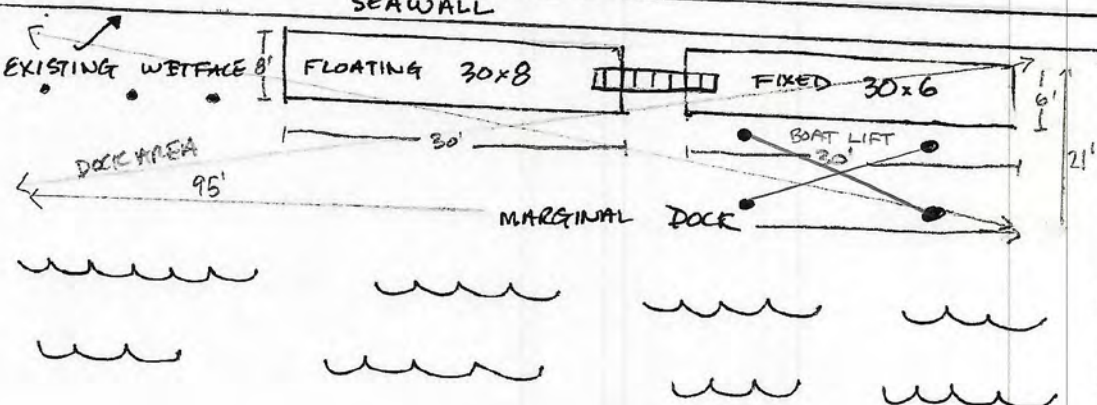 SEAWALL
EXISTING WETFACE
8'
FLOATING 30x8
FIXED 30x6
6'
30'
BOAT LIFT
30'
21'
DOCK AREA
95'
MARGINAL DOCK